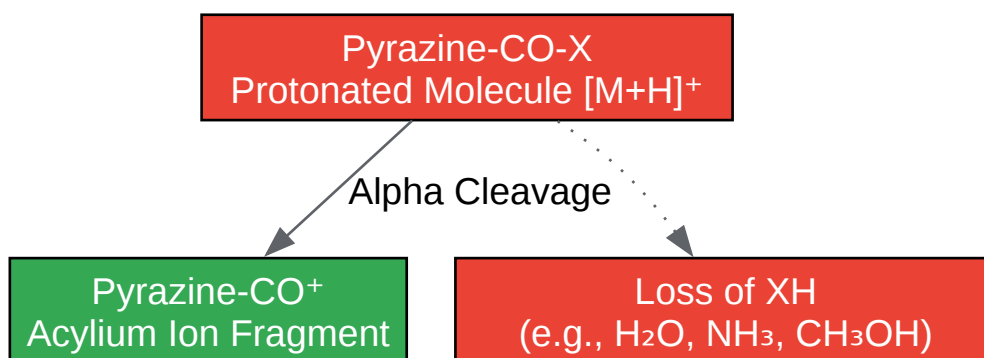 Pyrazine-CO-X
Protonated Molecule [M+H]⁺
Alpha Cleavage
Pyrazine-CO⁺
Acylium Ion Fragment
Loss of XH
(e.g., H₂O, NH₃, CH₃OH)